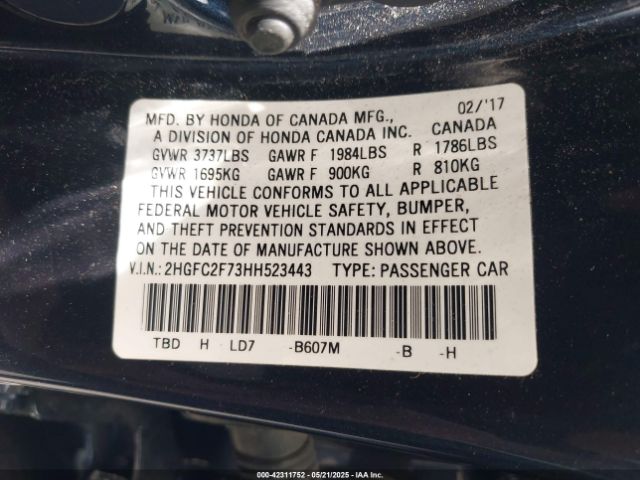 MFD. BY HONDA OF CANADA MFG., 02/'17
A DIVISION OF HONDA CANADA INC. CANADA
GVWR 3737LBS GAWR F 1984LBS R 1786LBS
GVWR 1695KG GAWR F 900KG R 810KG
THIS VEHICLE CONFORMS TO ALL APPLICABLE
FEDERAL MOTOR VEHICLE SAFETY, BUMPER,
AND THEFT PREVENTION STANDARDS IN EFFECT
ON THE DATE OF MANUFACTURE SHOWN ABOVE.
V.I.N.: 2HGFC2F73HH523443 TYPE: PASSENGER CAR
TBD H LD7 -B607M -B -H
000-42311752 - 05/21/2025 - IAAI.COM